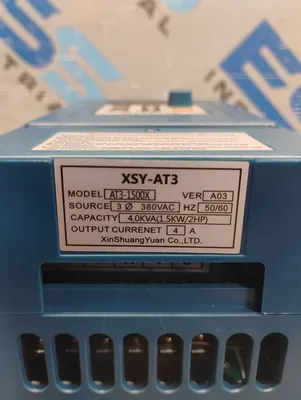 XSY-AT3
MODEL AT3-1500X VER A03
SOURCE 3 Ø 380VAC HZ 50/60
CAPACITY 4.0KVA(1.5KW/2HP)
OUTPUT CURRENET 4 A
XinShuangYuan Co.,LTD.